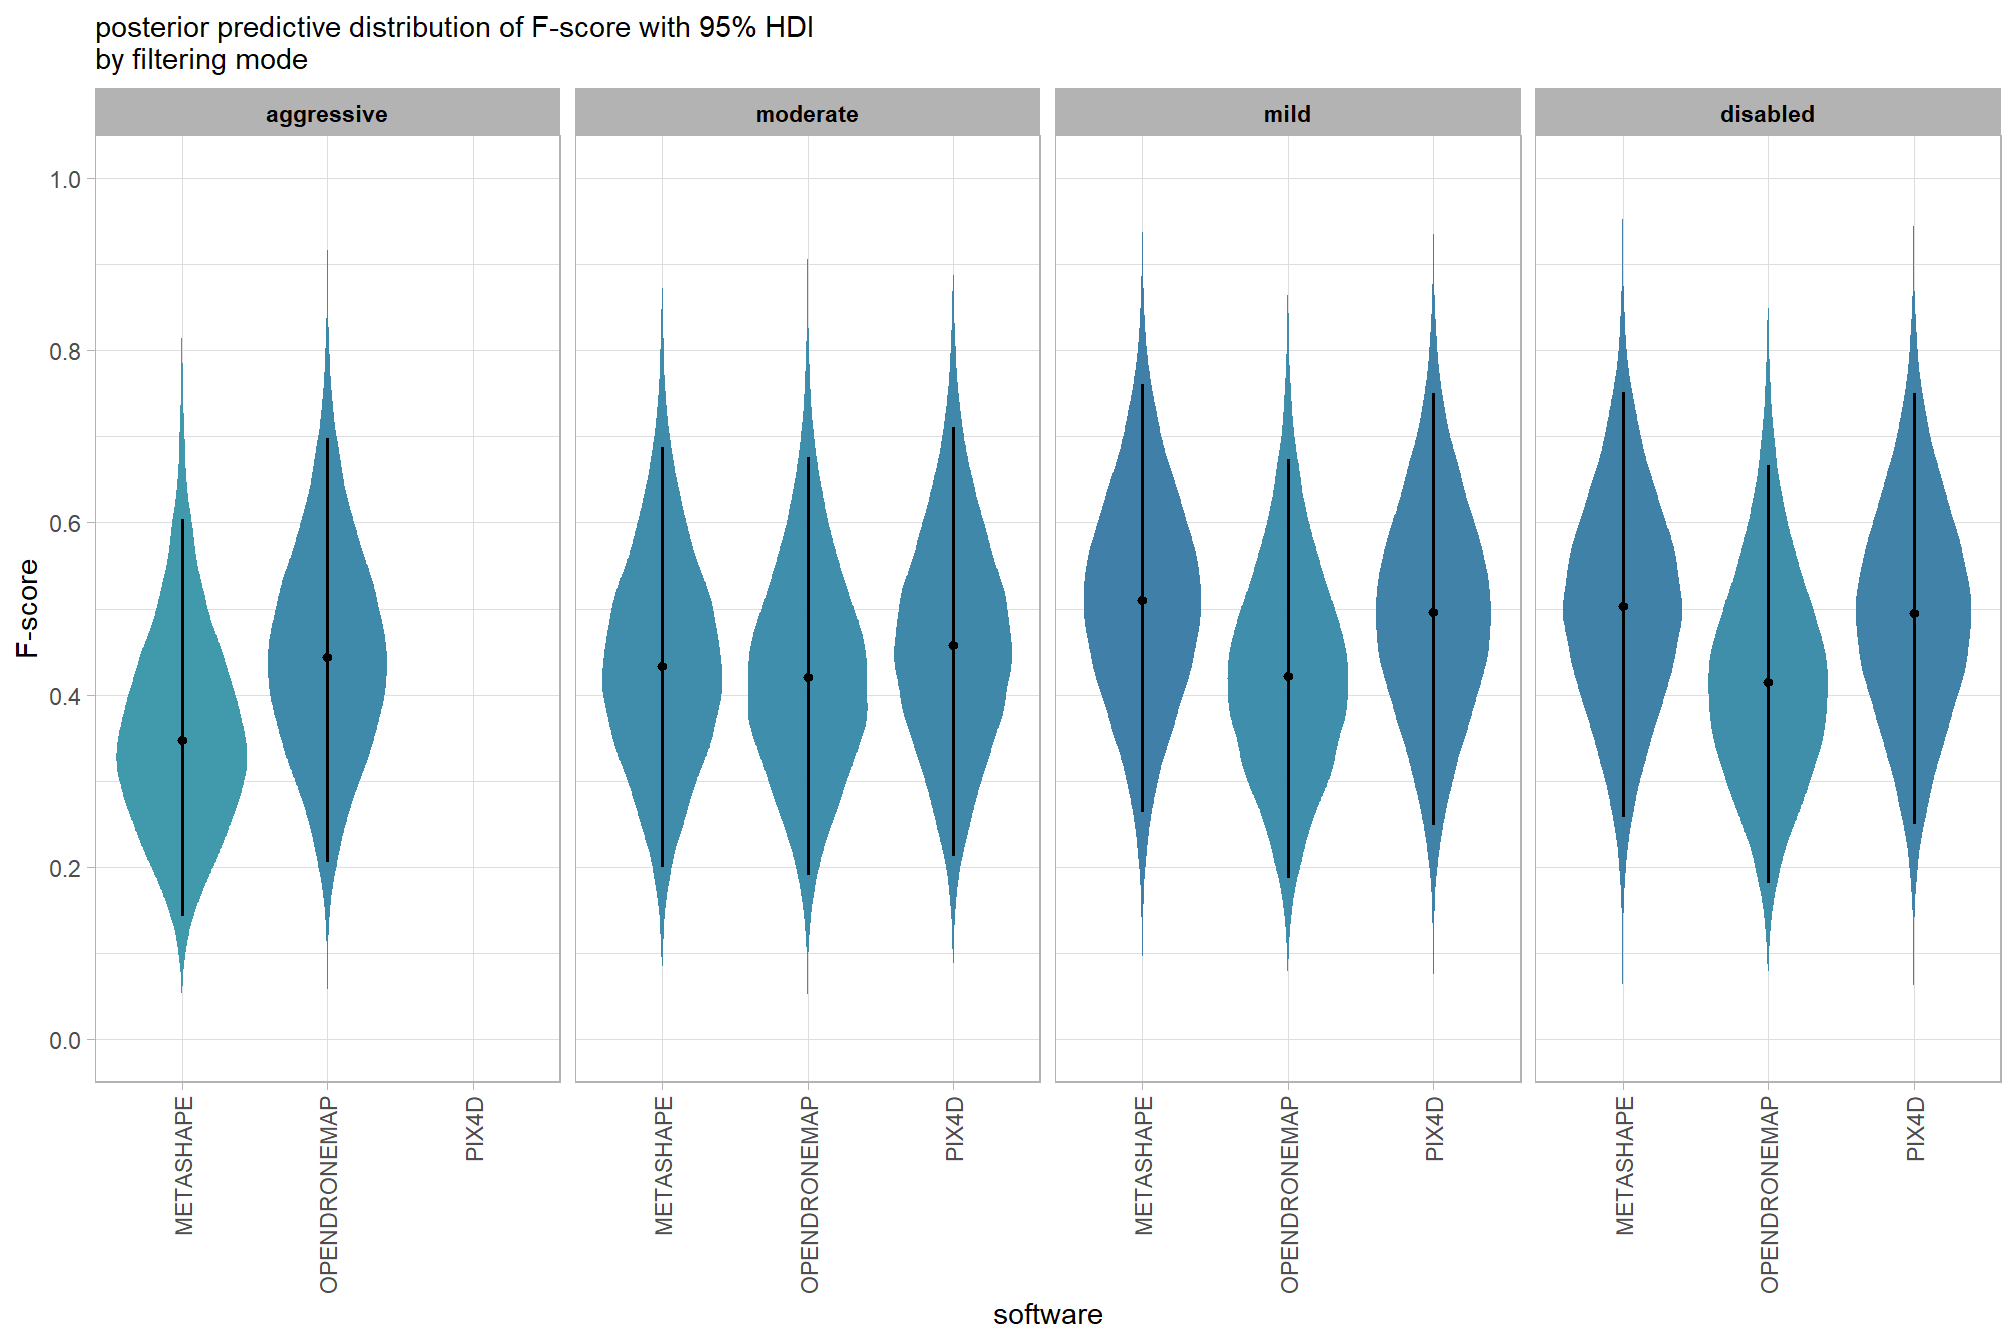 posterior predictive distribution of F-score with 95% HDI
by filtering mode
aggressive
moderate
mild
disabled
F-score
1.0
0.8
0.6
0.4
0.2
0.0
METASHAPE
OPENDRONEMAP
PIX4D
METASHAPE
OPENDRONEMAP
PIX4D
METASHAPE
OPENDRONEMAP
PIX4D
METASHAPE
OPENDRONEMAP
PIX4D
software